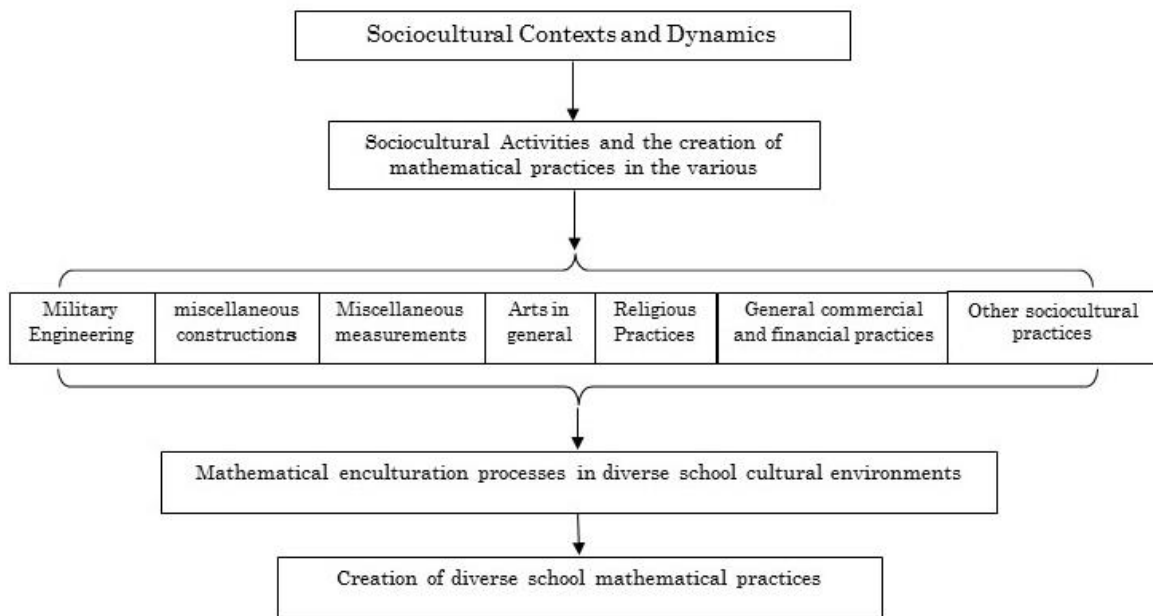 Sociocultural Contexts and Dynamics
Sociocultural Activities and the creation of
mathematical practices in the various
Military
Engineering
miscellaneous
constructions
Miscellaneous
measurements
Arts in
general
Religious
Practices
General commercial
and financial practices
Other sociocultural
practices
Mathematical enculturation processes in diverse school cultural environments
Creation of diverse school mathematical practices